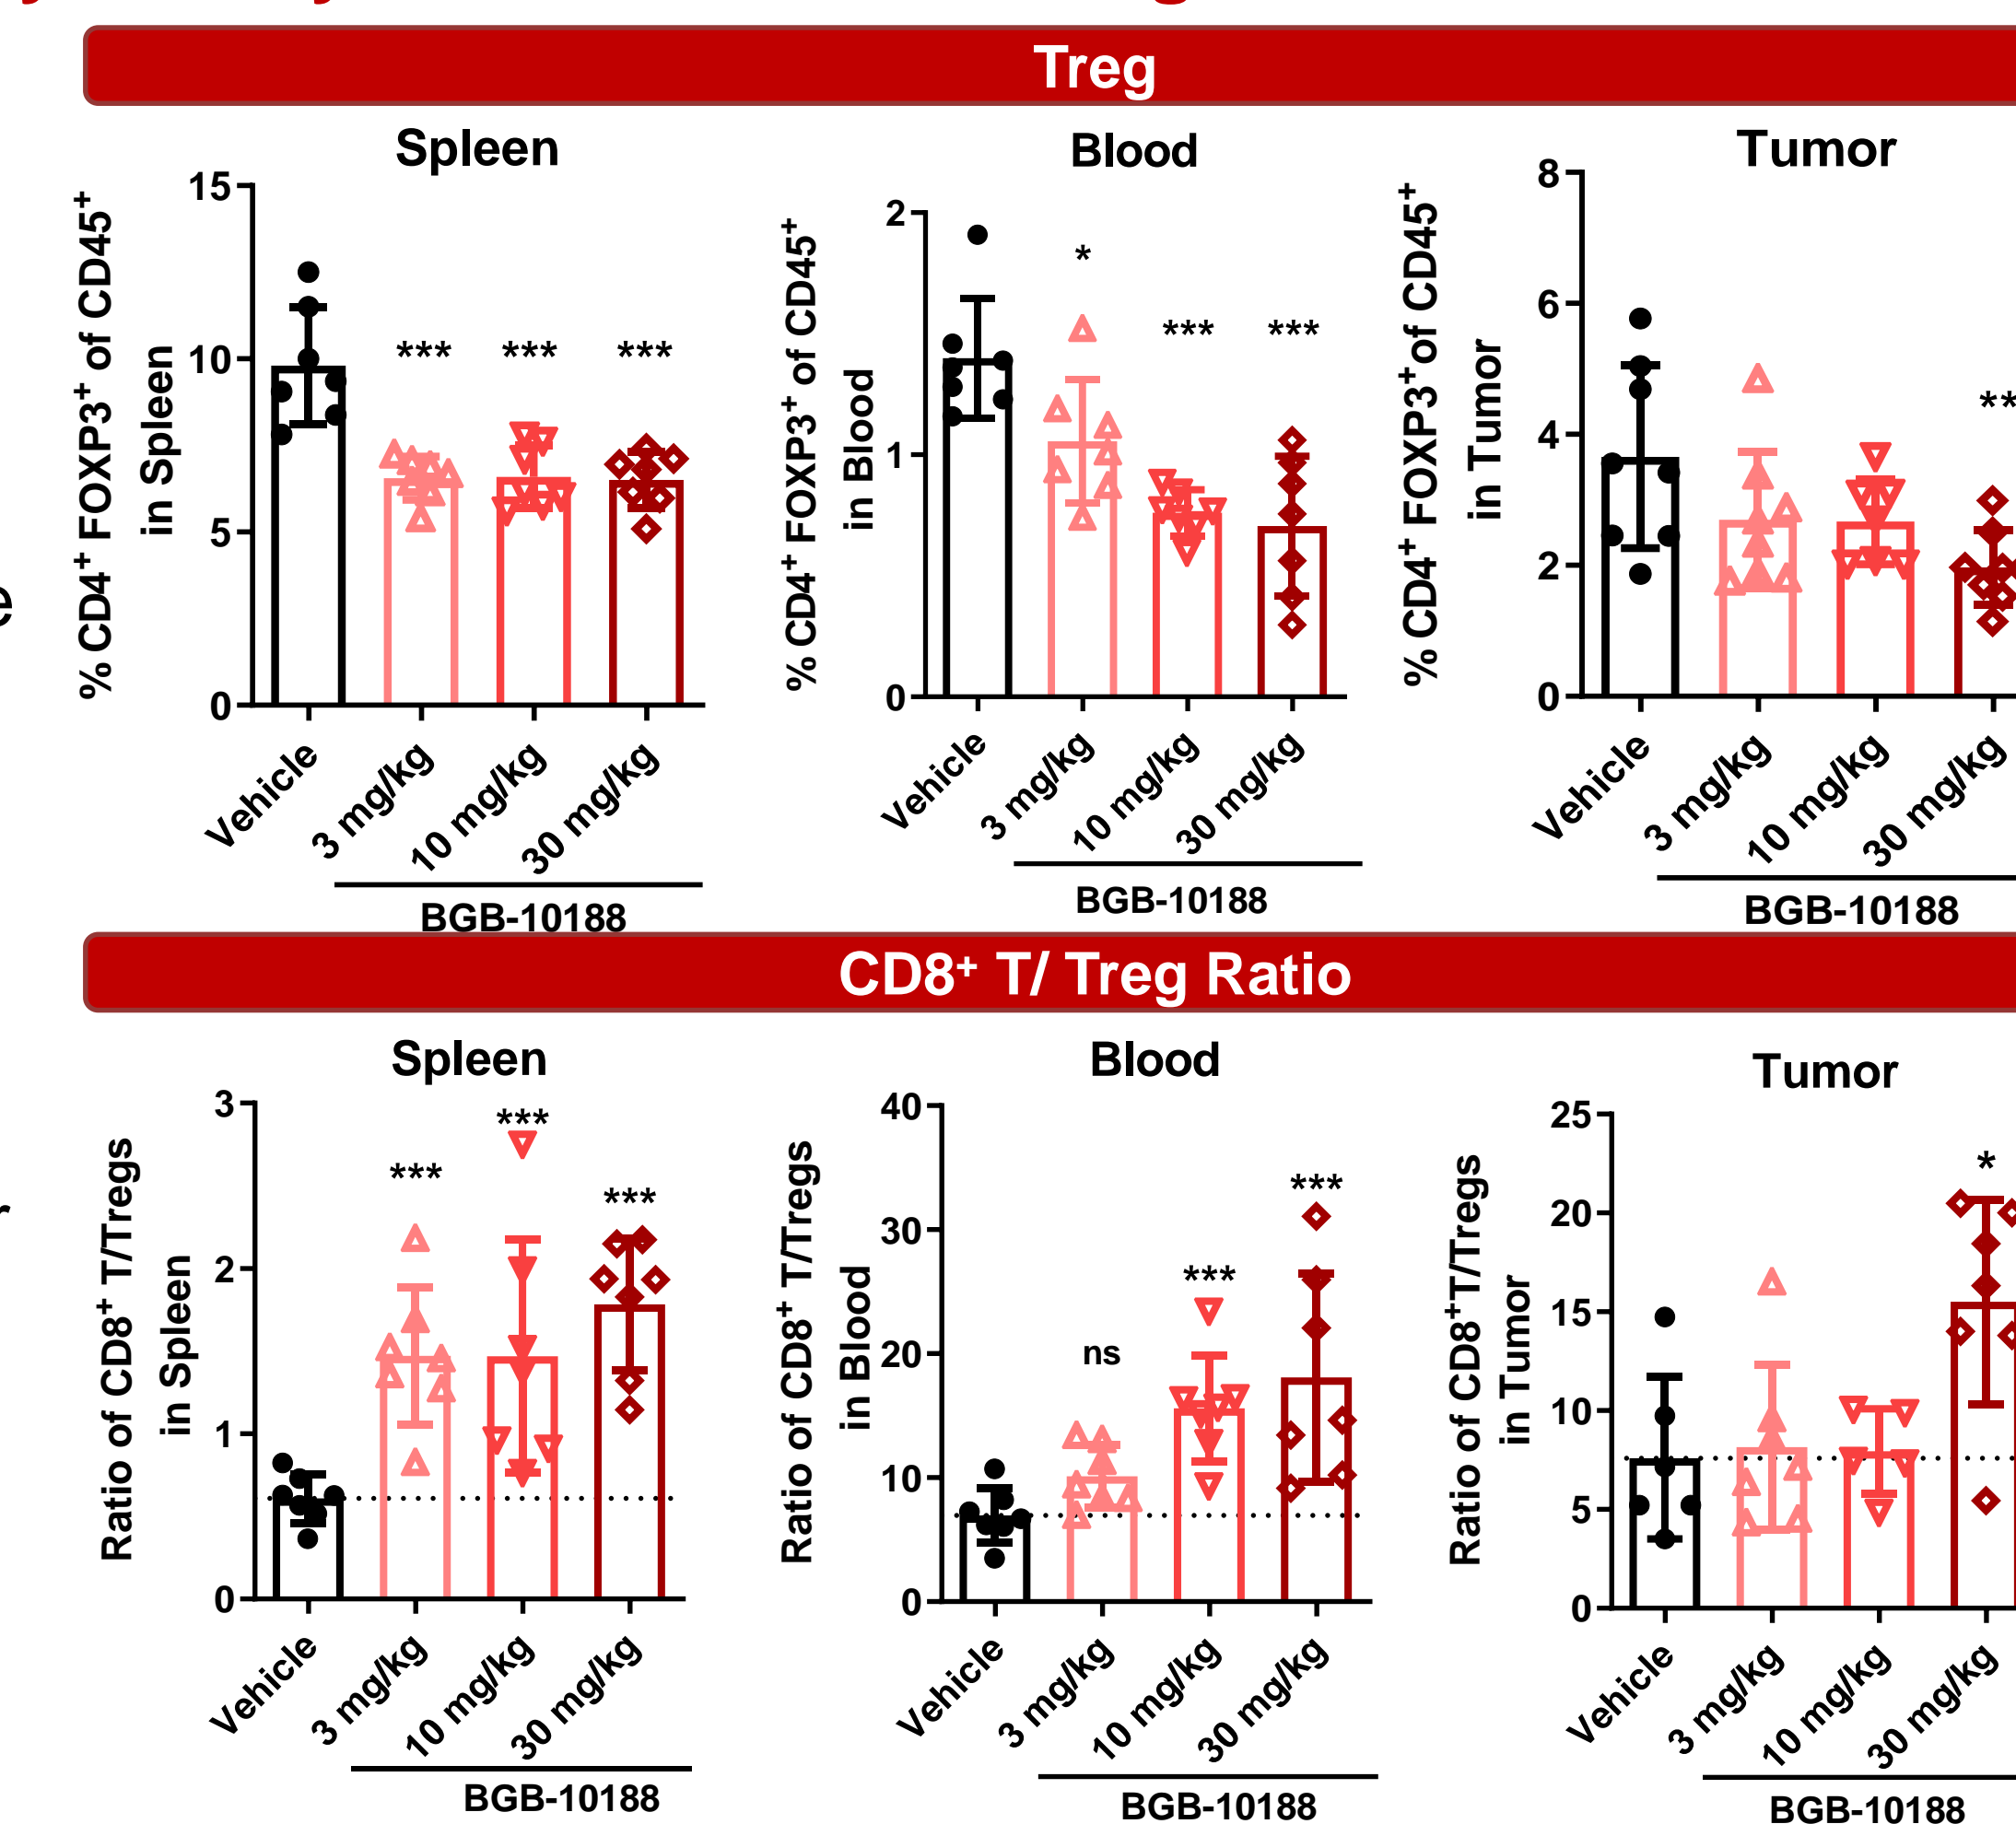 Treg
Spleen
% CD4⁺ FOXP3⁺ of CD45⁺
in Spleen
15
10
5
0
***
***
***
Vehicle
3 mg/kg
10 mg/kg
30 mg/kg
BGB-10188
Blood
% CD4⁺ FOXP3⁺ of CD45⁺
in Blood
2
1
0
*
***
***
Vehicle
3 mg/kg
10 mg/kg
30 mg/kg
BGB-10188
Tumor
% CD4⁺ FOXP3⁺of CD45⁺
in Tumor
8
6
4
2
0
**
Vehicle
3 mg/kg
10 mg/kg
30 mg/kg
BGB-10188
CD8⁺ T/ Treg Ratio
Spleen
Ratio of CD8⁺ T/Tregs
in Spleen
3
2
1
0
***
***
***
Vehicle
3 mg/kg
10 mg/kg
30 mg/kg
BGB-10188
Blood
Ratio of CD8⁺ T/Tregs
in Blood
40
30
20
10
0
ns
***
***
Vehicle
3 mg/kg
10 mg/kg
30 mg/kg
BGB-10188
Tumor
Ratio of CD8⁺T/Tregs
in Tumor
25
20
15
10
5
0
*
Vehicle
3 mg/kg
10 mg/kg
30 mg/kg
BGB-10188